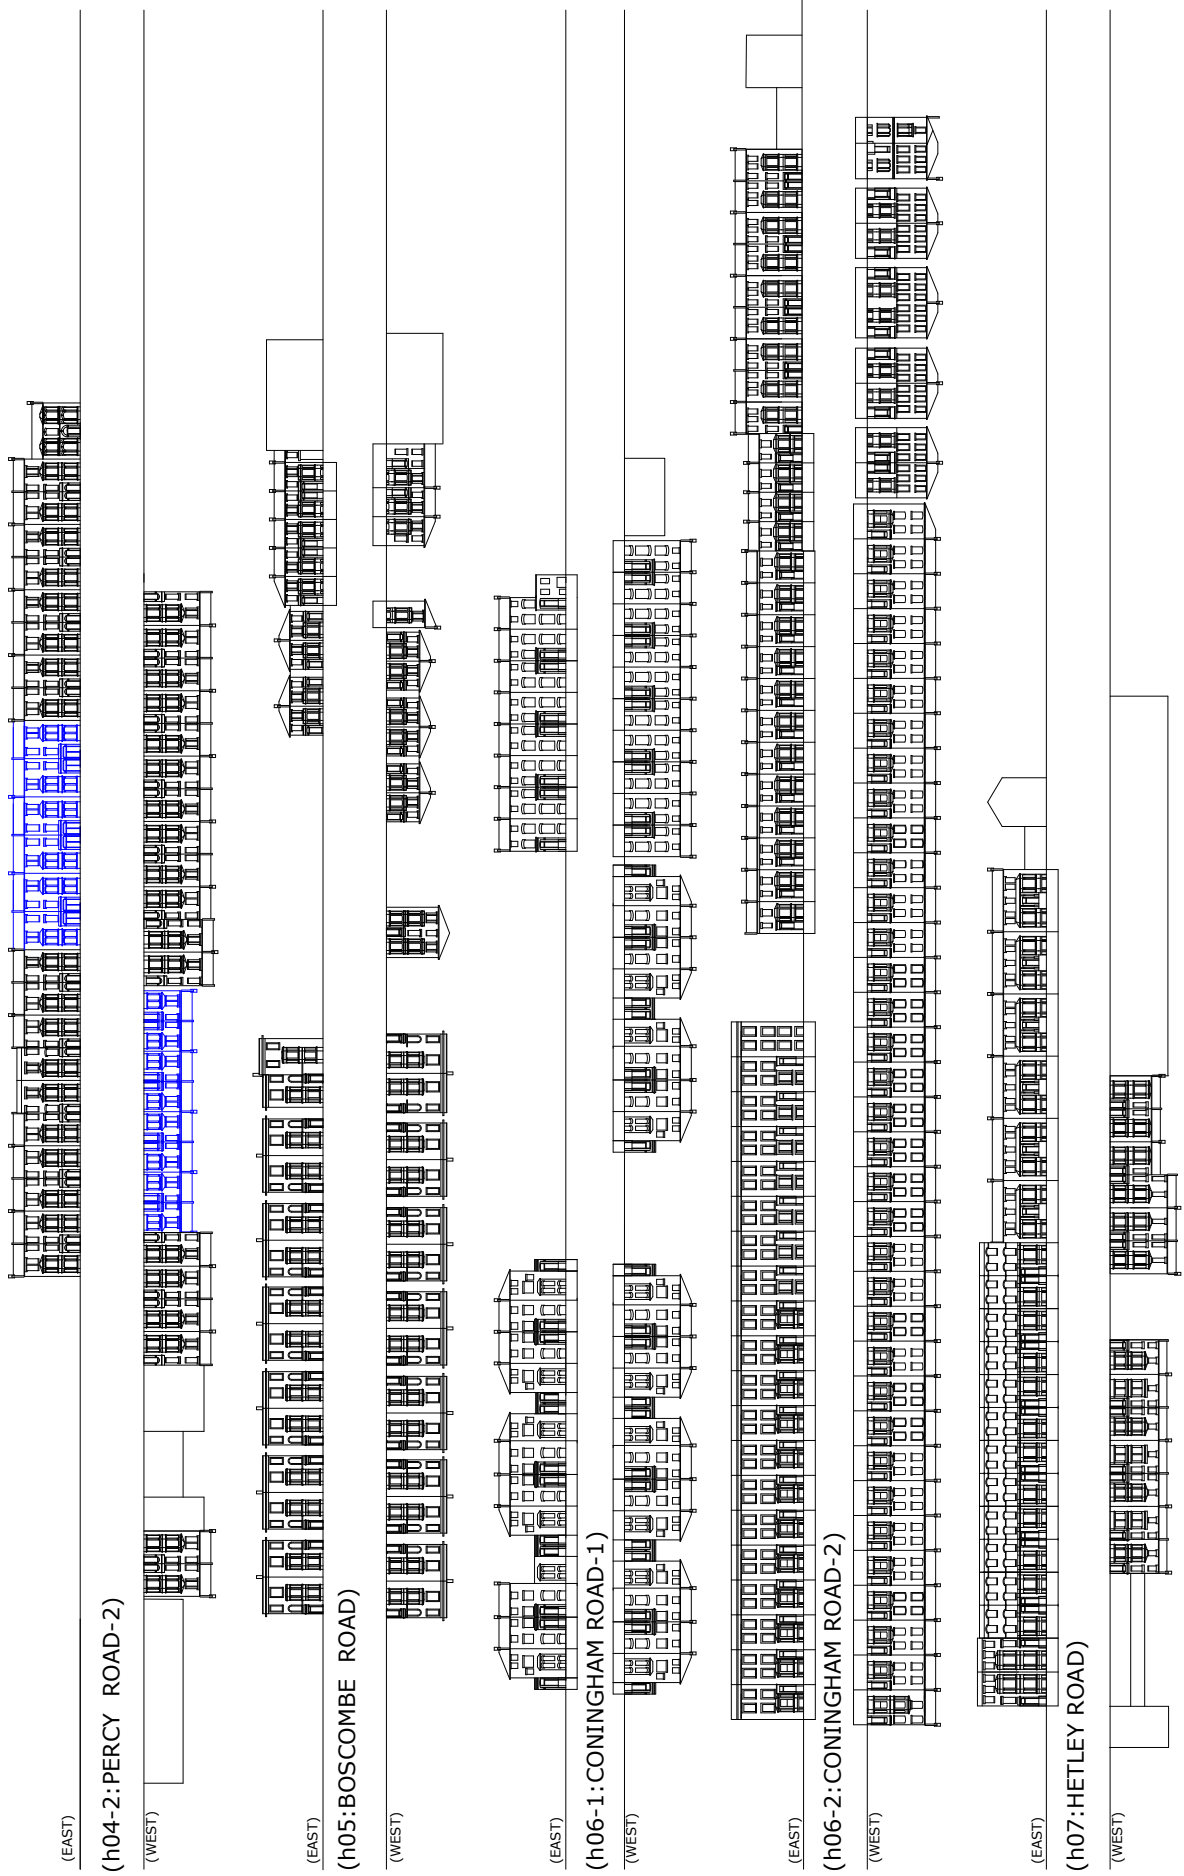 (EAST)
(h04-2:PERCY ROAD-2)
(WEST)
(EAST)
(h05:BOSCOMBE ROAD)
(WEST)
(EAST)
(h06-1:CONINGHAM ROAD-1)
(WEST)
(EAST)
(h06-2:CONINGHAM ROAD-2)
(WEST)
(EAST)
(h07:HETLEY ROAD)
(WEST)